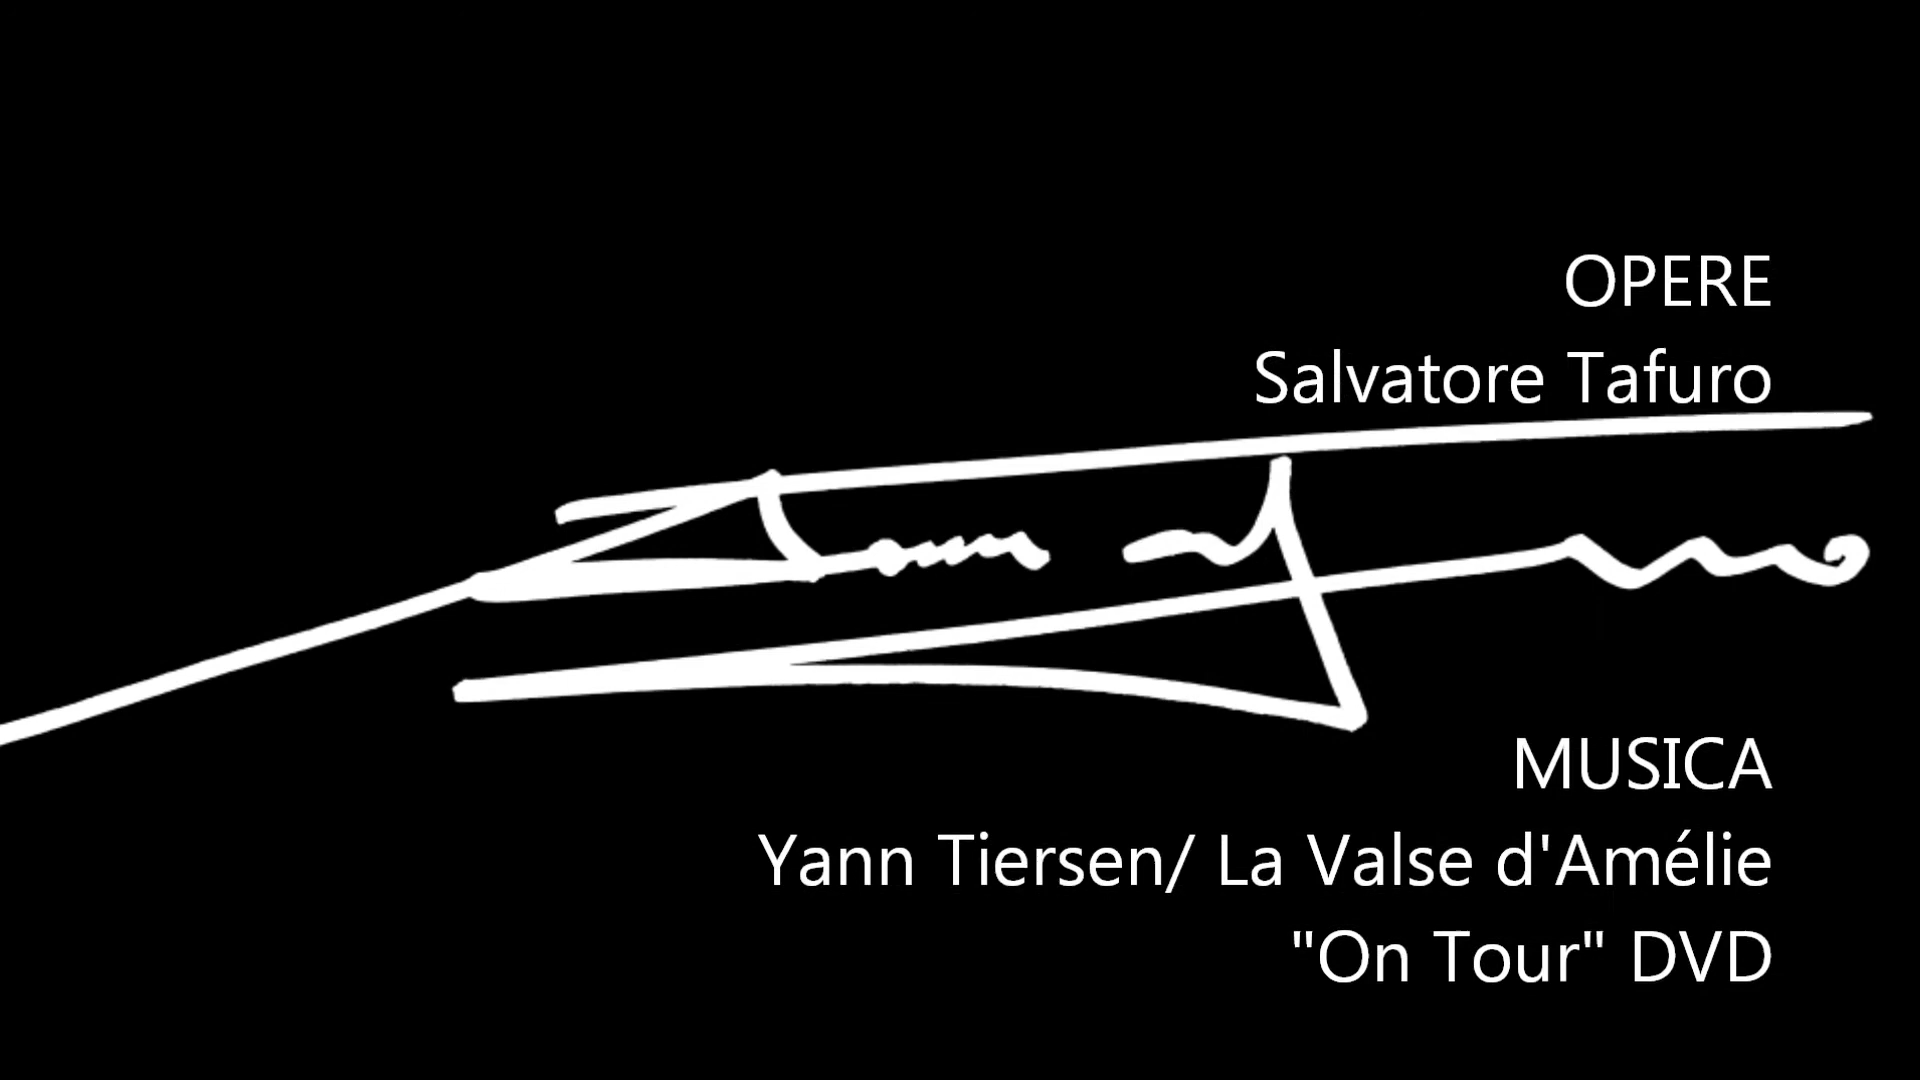 OPERE
Salvatore Tafuro
MUSICA
Yann Tiersen/ La Valse d'Amélie
"On Tour" DVD